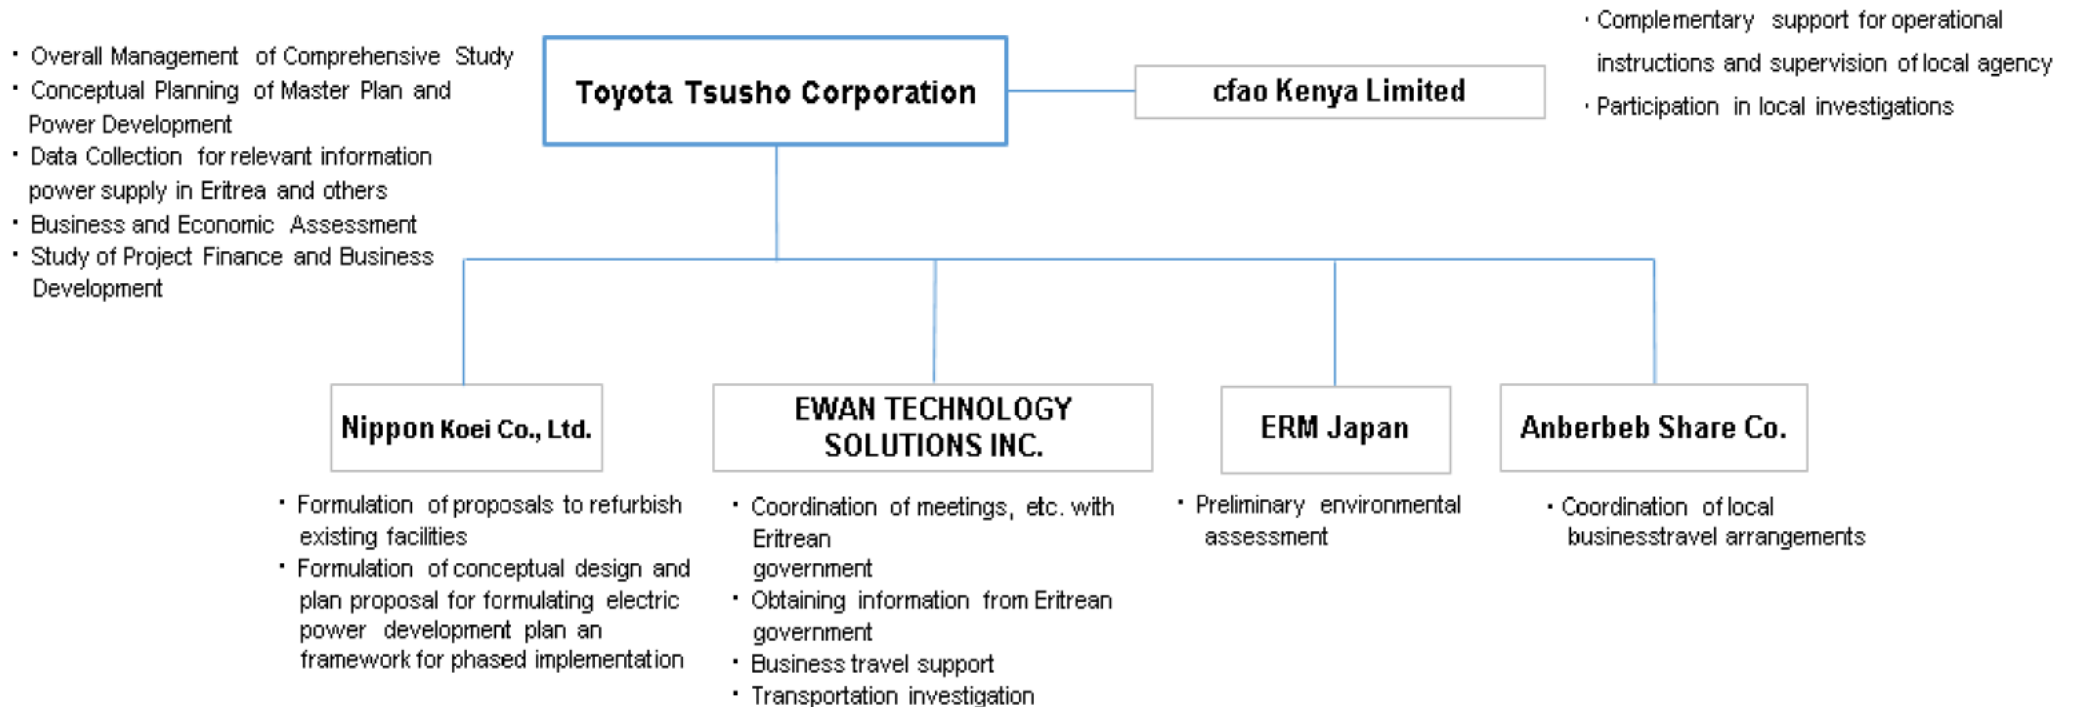 · Overall Management of Comprehensive Study
· Conceptual Planning of Master Plan and
Power Development
· Data Collection for relevant information
power supply in Eritrea and others
· Business and Economic Assessment
· Study of Project Finance and Business
Development
Toyota Tsusho Corporation
cfao Kenya Limited
· Complementary support for operational
instructions and supervision of local agency
· Participation in local investigations
Nippon Koei Co., Ltd.
· Formulation of proposals to refurbish
existing facilities
· Formulation of conceptual design and
plan proposal for formulating electric
power development plan an
framework for phased implementation
EWAN TECHNOLOGY
SOLUTIONS INC.
· Coordination of meetings, etc. with
Eritrean
government
· Obtaining information from Eritrean
government
· Business travel support
· Transportation investigation
ERM Japan
· Preliminary environmental
assessment
Anberbeb Share Co.
· Coordination of local
businesstravel arrangements